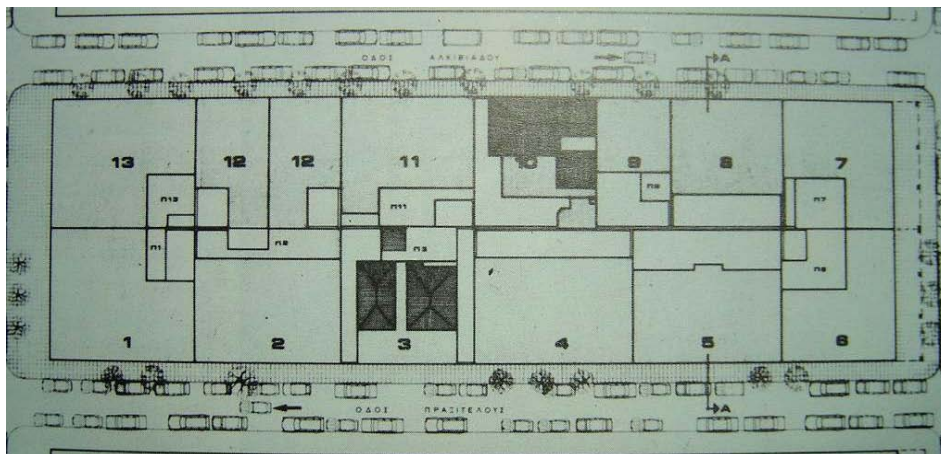 ΟΔΟΣ ΑΛΚΙΒΙΑΔΟΥ
A
13 12 12 11 10 9 8 7
Π13 Π11 Π9 Π7
Π1 Π2 Π3 Π6
1 2 3 4 5 6
ΟΔΟΣ ΠΡΑΞΙΤΕΛΟΥΣ
A